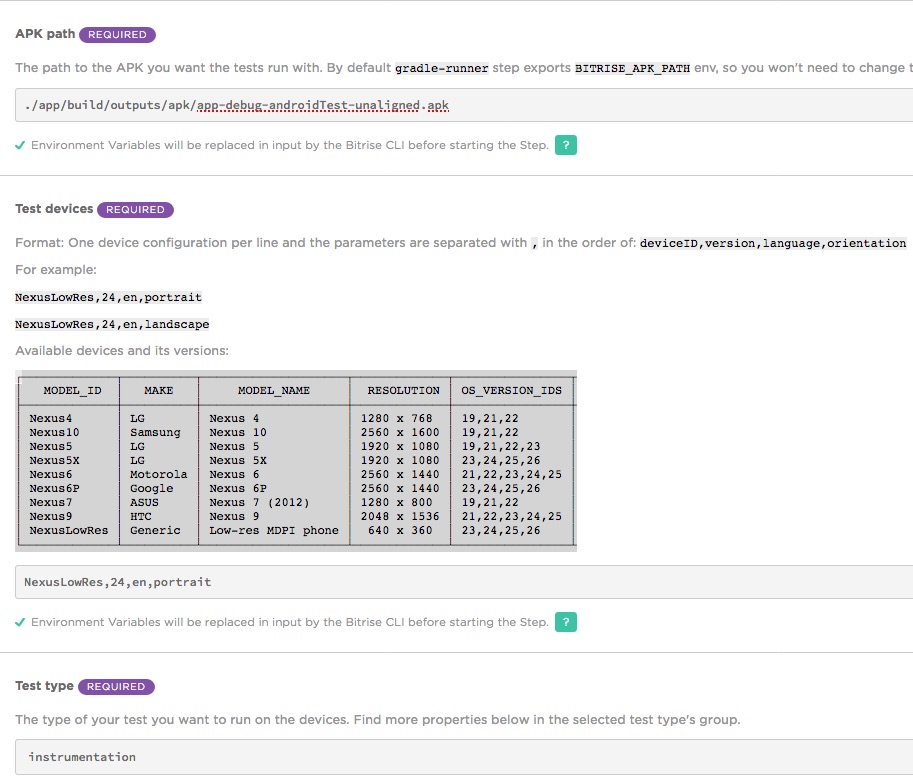 APK path REQUIRED
The path to the APK you want the tests run with. By default gradle-runner step exports BITRISE_APK_PATH env, so you won't need to change
./app/build/outputs/apk/app-debug-androidTest-unaligned.apk
Environment Variables will be replaced in input by the Bitrise CLI before starting the Step. ?
Test devices REQUIRED
Format: One device configuration per line and the parameters are separated with , in the order of: deviceID,version,language,orientation
For example:
NexusLowRes,24,en,portrait
NexusLowRes,24,en,landscape
Available devices and its versions:
MODEL_ID MAKE MODEL_NAME RESOLUTION OS_VERSION_IDS
Nexus4 LG Nexus 4 1280 x 768 19,21,22
Nexus10 Samsung Nexus 10 2560 x 1600 19,21,22
Nexus5 LG Nexus 5 1920 x 1080 19,21,22,23
Nexus5X LG Nexus 5X 1920 x 1080 23,24,25,26
Nexus6 Motorola Nexus 6 2560 x 1440 21,22,23,24,25
Nexus6P Google Nexus 6P 2560 x 1440 23,24,25,26
Nexus7 ASUS Nexus 7 (2012) 1280 x 800 19,21,22
Nexus9 HTC Nexus 9 2048 x 1536 21,22,23,24,25
NexusLowRes Generic Low-res MDPI phone 640 x 360 23,24,25,26
NexusLowRes,24,en,portrait
Environment Variables will be replaced in input by the Bitrise CLI before starting the Step. ?
Test type REQUIRED
The type of your test you want to run on the devices. Find more properties below in the selected test type's group.
instrumentation